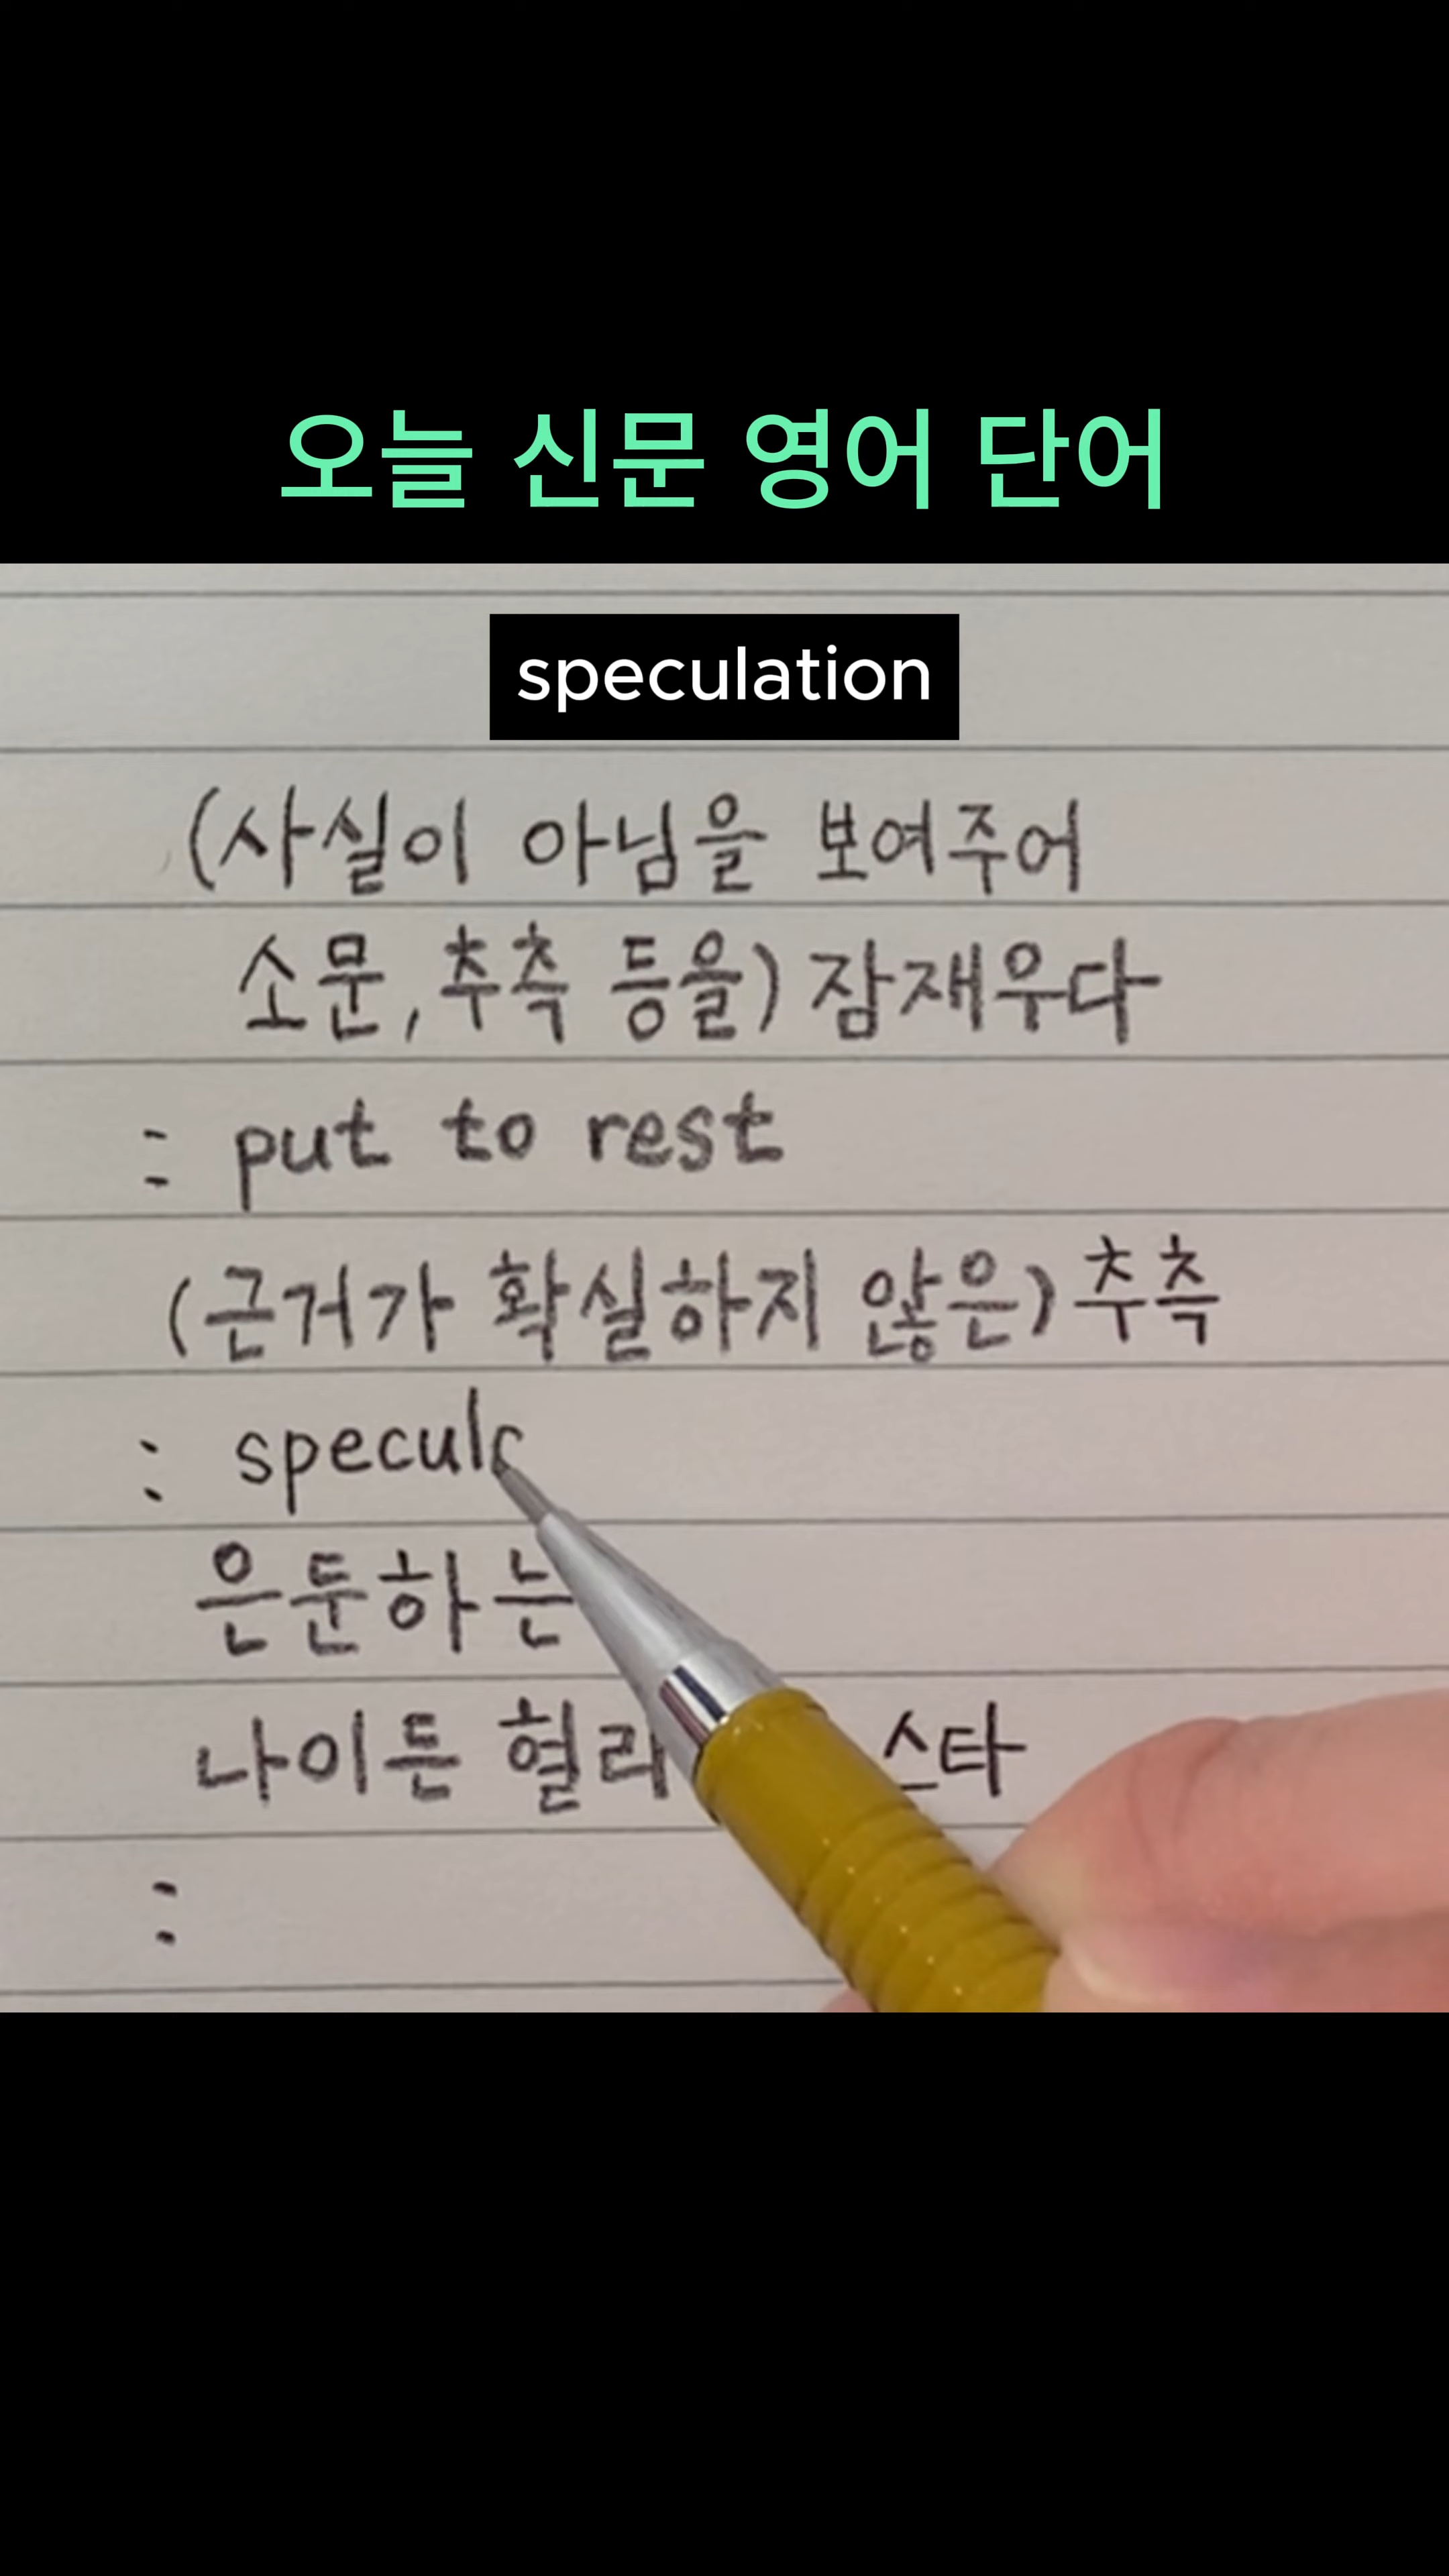 오늘 신문 영어 단어
speculation
(사실이 아님을 보여주어
소문, 추측 등을) 잠재우다
: put to rest
(근거가 확실하지 않은) 추측
: specula
은둔하는
나이든 헐리 스타
: